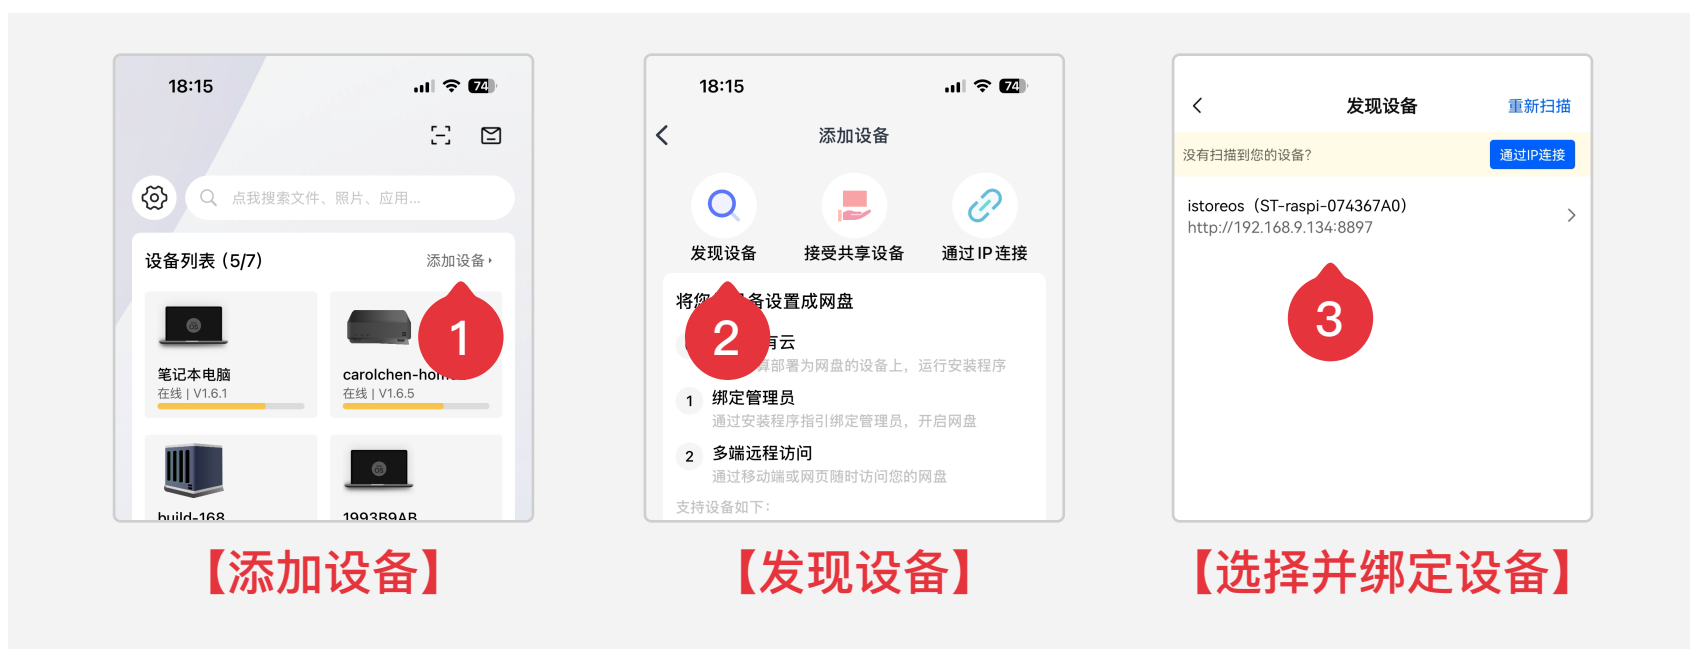 18:15
74
点我搜索文件、照片、应用...
设备列表 (5/7)
添加设备
1
笔记本电脑
在线 | V1.6.1
carolchen-hom
在线 | V1.6.5
build-168
1993B9AB
【添加设备】
18:15
74
添加设备
发现设备
接受共享设备
通过IP连接
将您 备设置成网盘
2
有云
算部署为网盘的设备上，运行安装程序
1
绑定管理员
通过安装程序指引绑定管理员，开启网盘
2
多端远程访问
通过移动端或网页随时访问您的网盘
支持设备如下：
【发现设备】
发现设备
重新扫描
没有扫描到您的设备?
通过IP连接
istoreos（ST-raspi-074367A0）
http://192.168.9.134:8897
3
【选择并绑定设备】